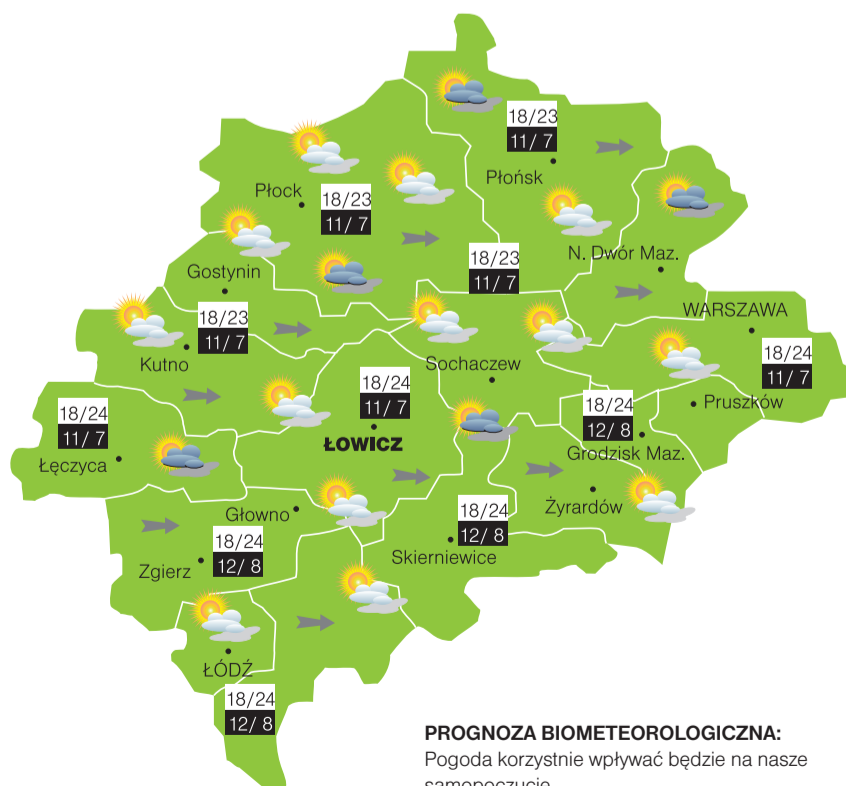 18/23
11/ 7
Płońsk
Płock
18/23
11/ 7
N. Dwór Maz.
18/23
11/ 7
Gostynin
WARSZAWA
18/23
11/ 7
Kutno
Sochaczew
18/24
11/ 7
18/24
11/ 7
ŁOWICZ
18/24
11/ 7
Łęczyca
18/24
12/ 8
Pruszków
Grodzisk Maz.
Głowno
Żyrardów
18/24
12/ 8
Skierniewice
18/24
12/ 8
Zgierz
ŁÓDŹ
18/24
12/ 8
PROGNOZA BIOMETEOROLOGICZNA:
Pogoda korzystnie wpływać będzie na nasze
samopoczucie